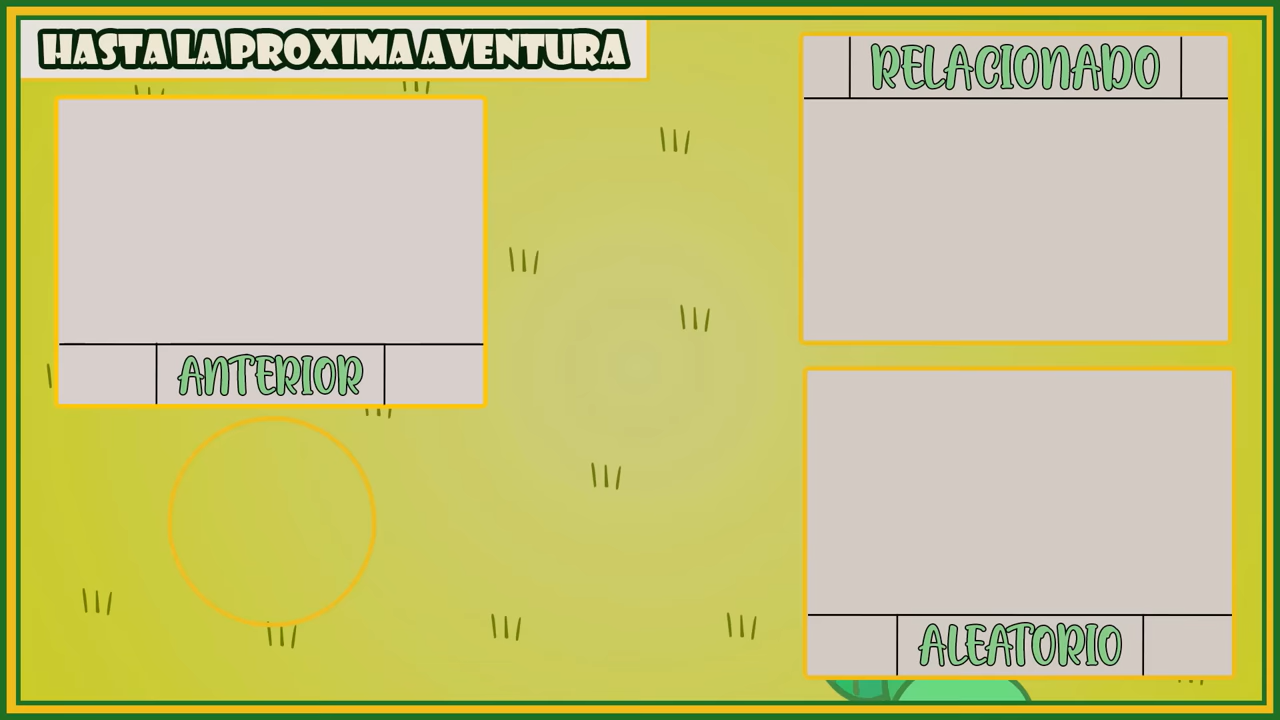 HASTA LA PROXIMA AVENTURA
RELACIONADO
ANTERIOR
ALEATORIO